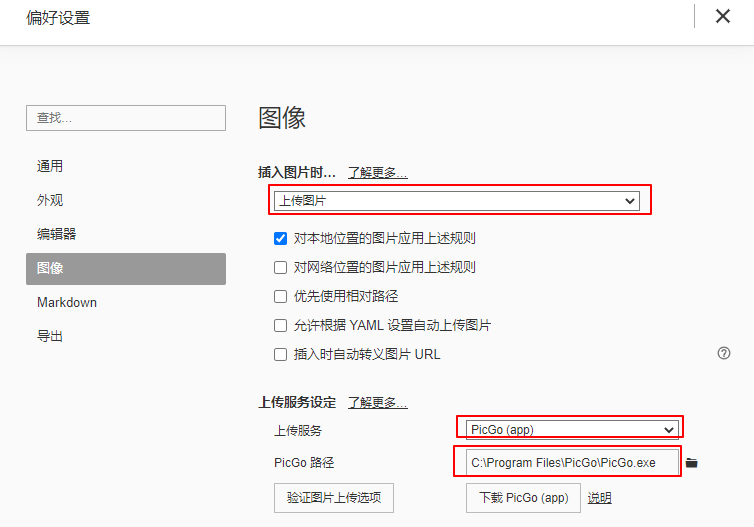 偏好设置
查找...
通用
外观
编辑器
图像
Markdown
导出
图像
插入图片时... 了解更多...
上传图片
对本地位置的图片应用上述规则
对网络位置的图片应用上述规则
优先使用相对路径
允许根据 YAML 设置自动上传图片
插入时自动转义图片 URL
上传服务设定 了解更多...
上传服务 PicGo (app)
PicGo 路径 C:\Program Files\PicGo\PicGo.exe
验证图片上传选项 下载 PicGo (app) 说明